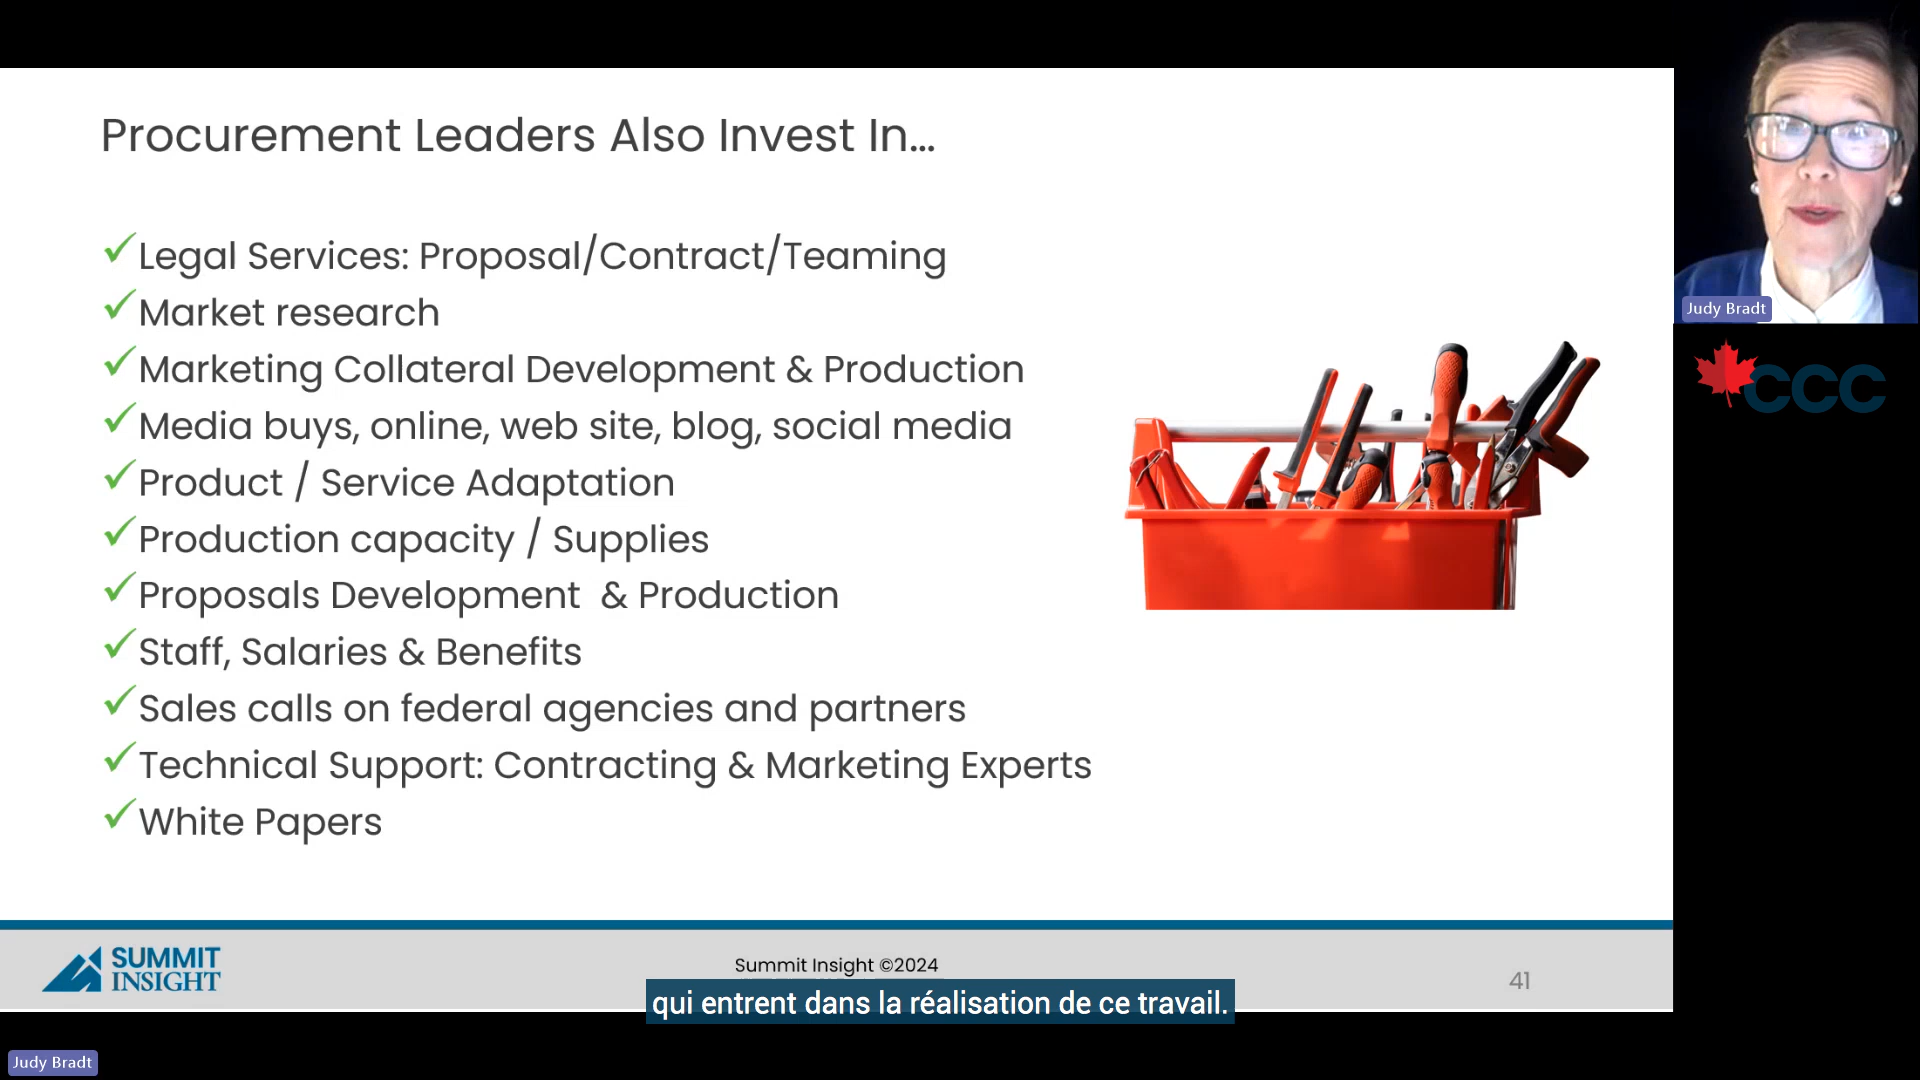 Procurement Leaders Also Invest In...
✓Legal Services: Proposal/Contract/Teaming
✓Market research
✓Marketing Collateral Development & Production
✓Media buys, online, web site, blog, social media
✓Product / Service Adaptation
✓Production capacity / Supplies
✓Proposals Development & Production
✓Staff, Salaries & Benefits
✓Sales calls on federal agencies and partners
✓Technical Support: Contracting & Marketing Experts
✓White Papers
Judy Bradt
CCC
SUMMIT
INSIGHT
Summit Insight ©2024
41
qui entrent dans la réalisation de ce travail.
Judy Bradt